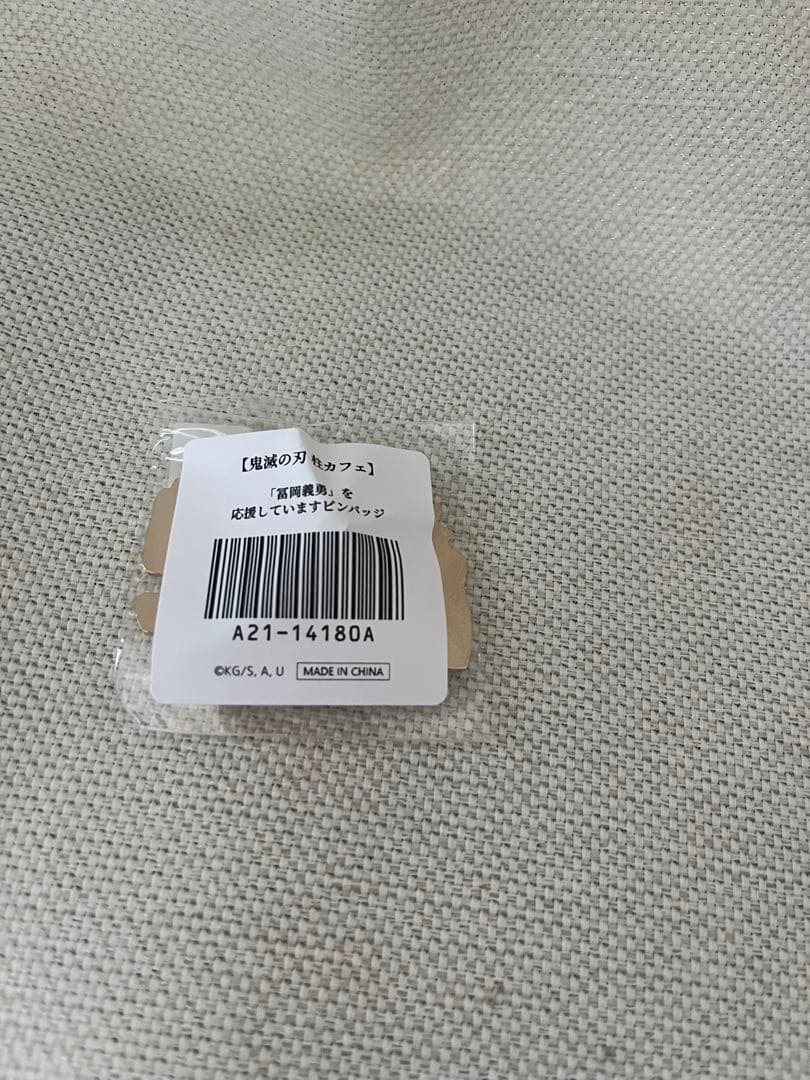 【鬼滅の刃 柱カフェ】
「冨岡義勇」を
応援していますピンバッジ
A21-14180A
©KG/S, A, U MADE IN CHINA